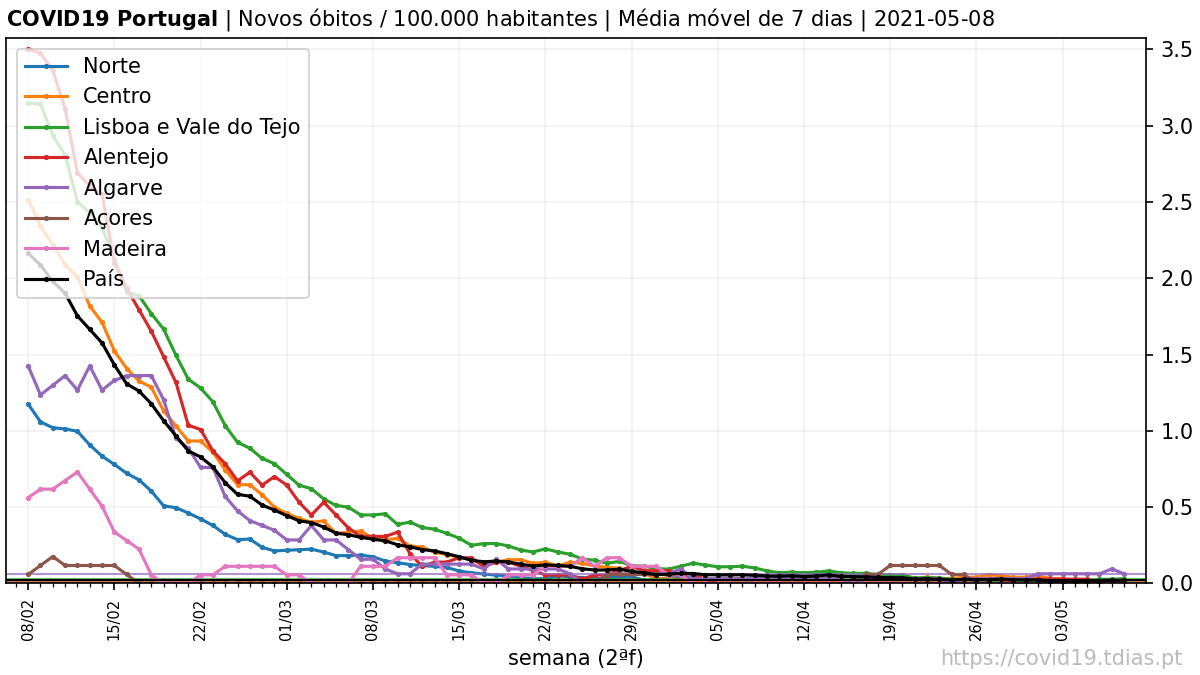 COVID19 Portugal | Novos óbitos / 100.000 habitantes | Média móvel de 7 dias | 2021-05-08
Norte
Centro
Lisboa e Vale do Tejo
Alentejo
Algarve
Açores
Madeira
País
3.5
3.0
2.5
2.0
1.5
1.0
0.5
0.0
08/02
15/02
22/02
01/03
08/03
15/03
22/03
29/03
05/04
12/04
19/04
26/04
03/05
semana (2ªf)
https://covid19.tdias.pt